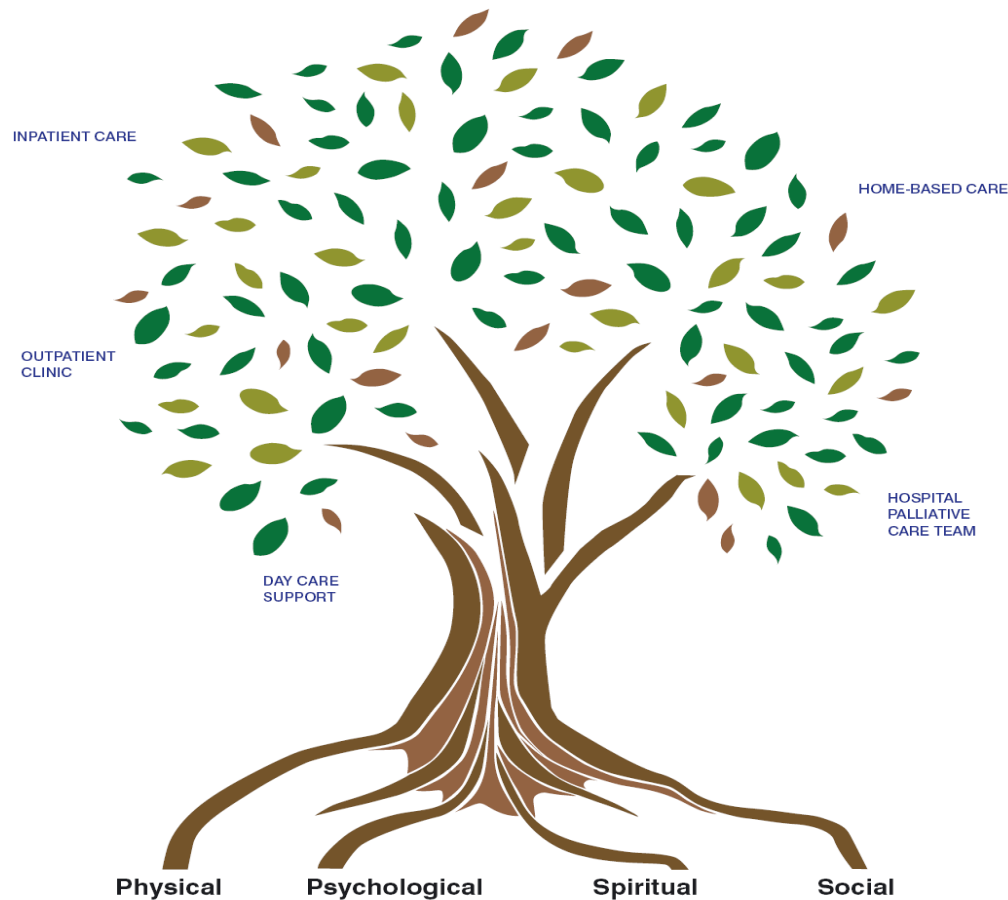 INPATIENT CARE
HOME-BASED CARE
OUTPATIENT
CLINIC
HOSPITAL
PALLIATIVE
CARE TEAM
DAY CARE
SUPPORT
Physical
Psychological
Spiritual
Social